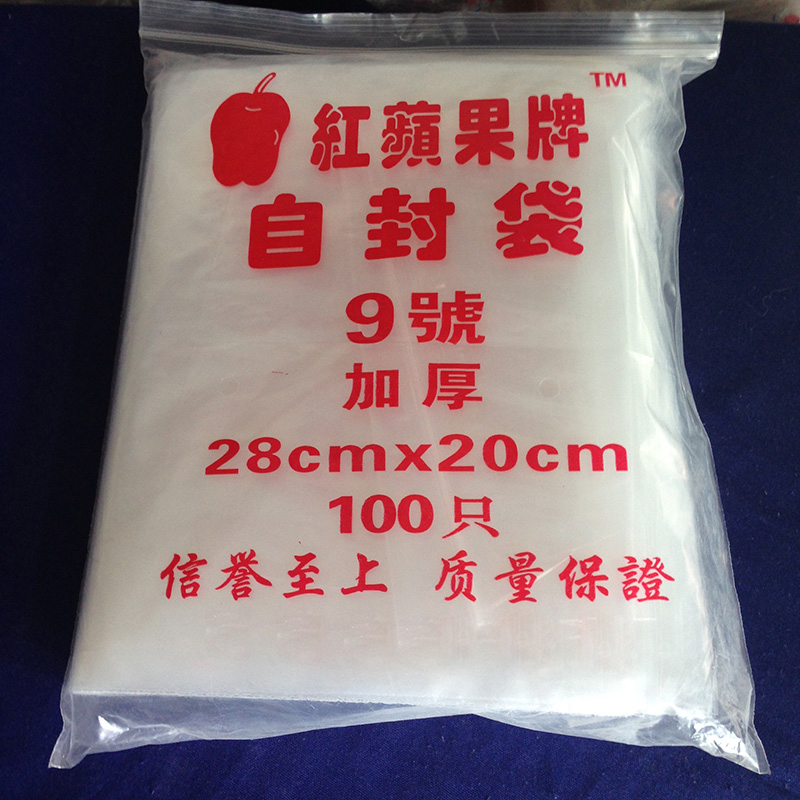 紅蘋果牌 TM
自封袋
9號
加厚
28cmx20cm
100只
信誉至上 质量保證